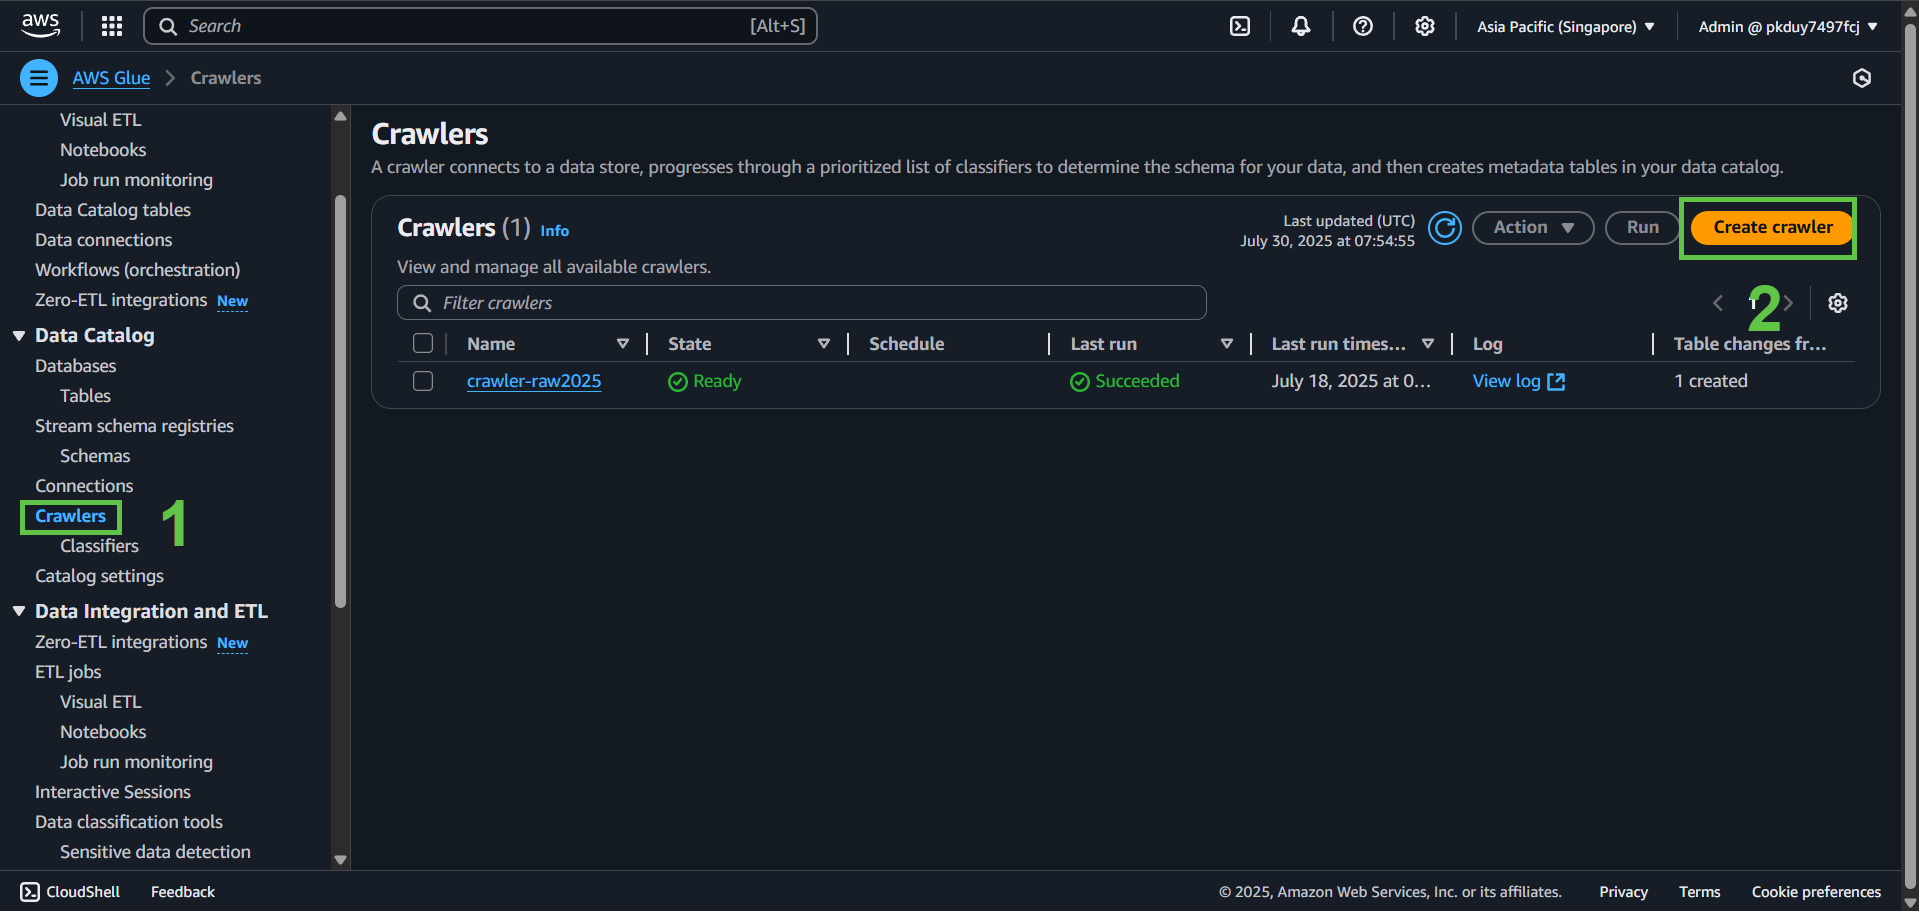 aws Search [Alt+S] Asia Pacific (Singapore) Admin @ pkduy7497fcj
AWS Glue Crawlers
Visual ETL
Notebooks
Job run monitoring
Data Catalog tables
Data connections
Workflows (orchestration)
Zero-ETL integrations New
Data Catalog
Databases
Tables
Stream schema registries
Schemas
Connections
Crawlers 1
Classifiers
Catalog settings
Data Integration and ETL
Zero-ETL integrations New
ETL jobs
Visual ETL
Notebooks
Job run monitoring
Interactive Sessions
Data classification tools
Sensitive data detection
Crawlers
A crawler connects to a data store, progresses through a prioritized list of classifiers to determine the schema for your data, and then creates metadata tables in your data catalog.
Crawlers (1) Info
Last updated (UTC)
July 30, 2025 at 07:54:55
Action Run Create crawler
View and manage all available crawlers.
Filter crawlers
1 2
Name State Schedule Last run Last run times... Log Table changes fr...
crawler-raw2025 Ready Succeeded July 18, 2025 at 0... View log 1 created
CloudShell Feedback © 2025, Amazon Web Services, Inc. or its affiliates. Privacy Terms Cookie preferences